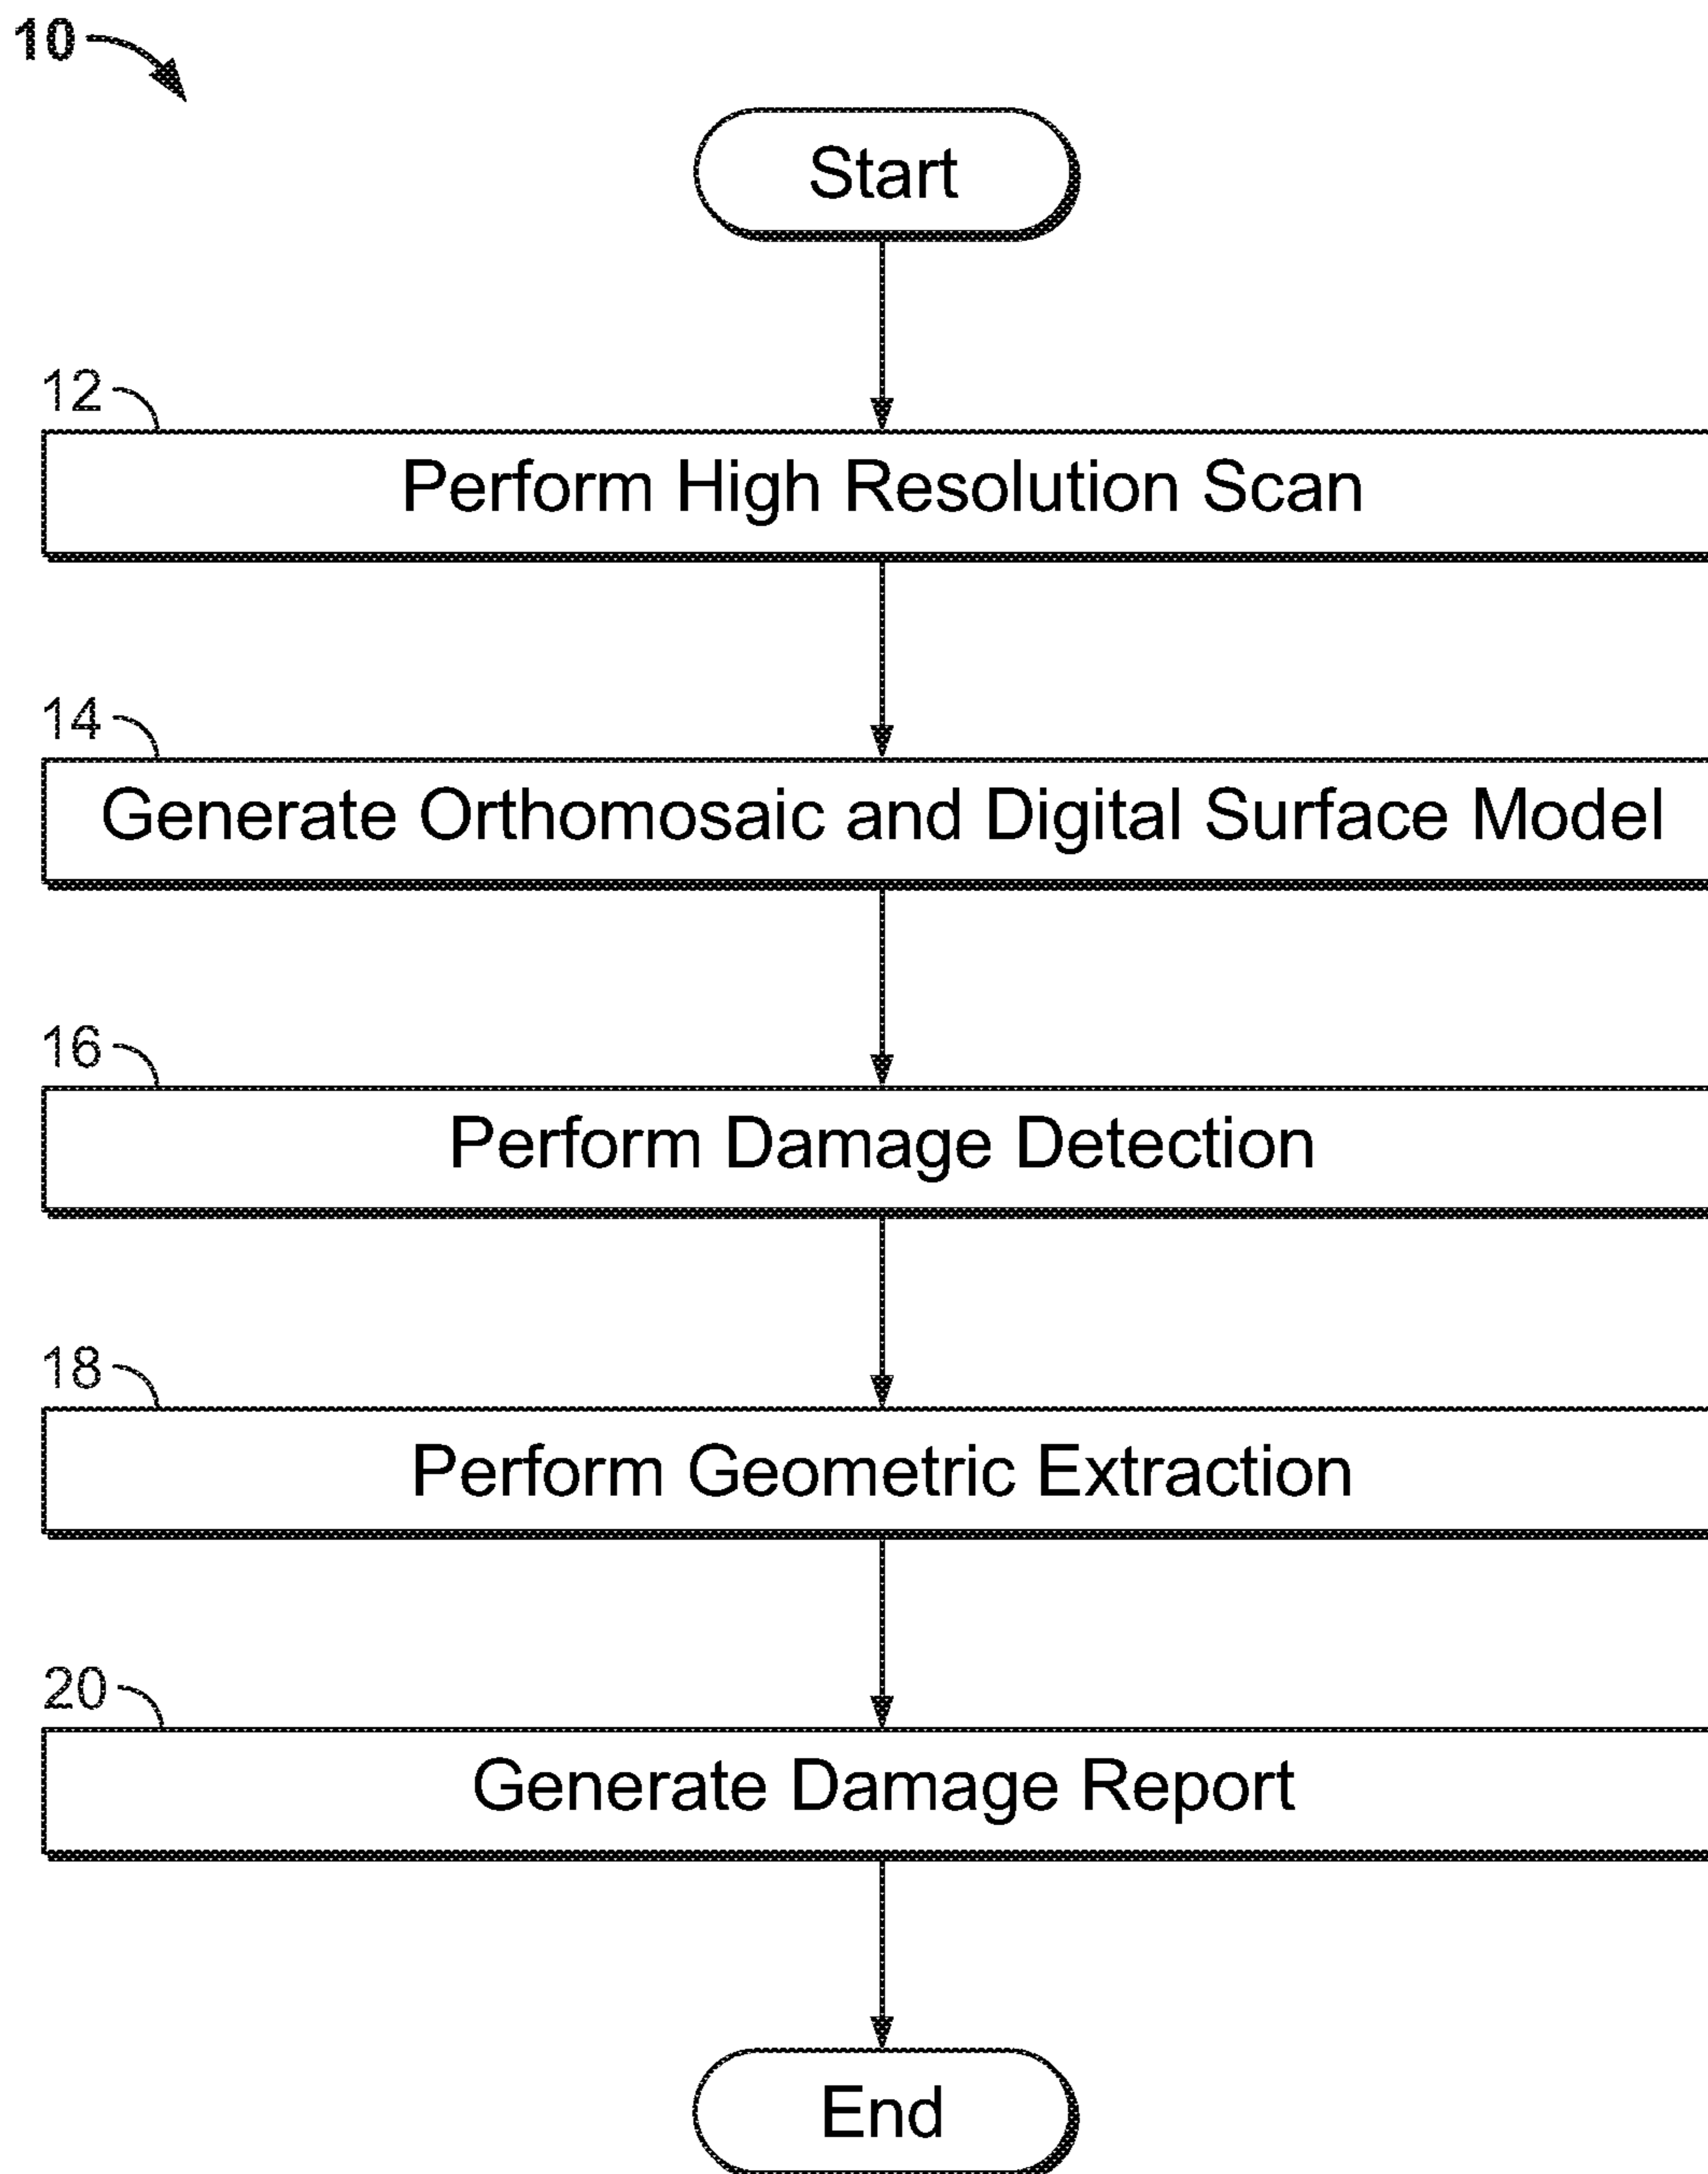 10
Start
12
Perform High Resolution Scan
14
Generate Orthomosaic and Digital Surface Model
16
Perform Damage Detection
18
Perform Geometric Extraction
20
Generate Damage Report
End